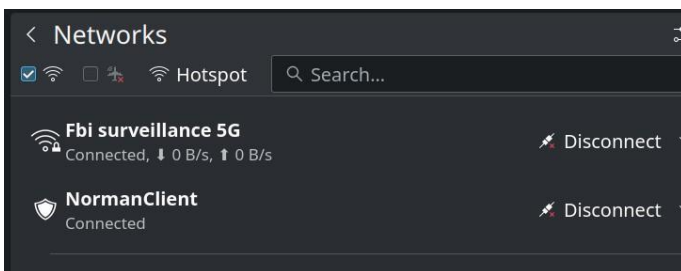 Networks
Hotspot
Search...
Fbi surveillance 5G
Disconnect
Connected, ⬇ 0 B/s, ⬆ 0 B/s
NormanClient
Disconnect
Connected